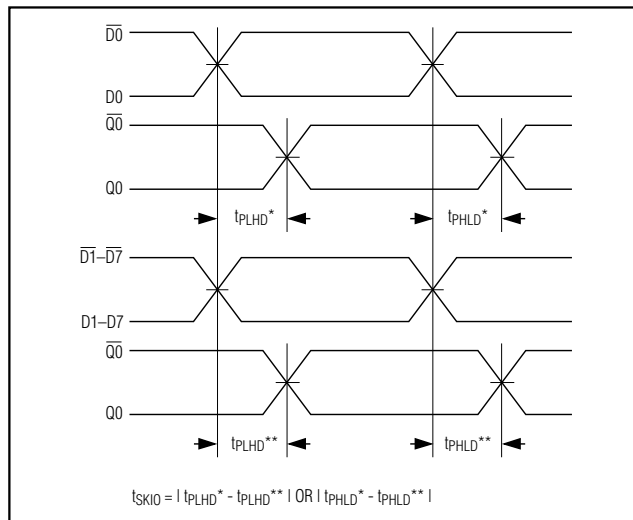 D̅0̅
D0
Q̅0̅
Q0
tPLHD* tPHLD*
D̅1̅–D̅7̅
D1–D7
Q̅0̅
Q0
tPLHD** tPHLD**
tSKIO = | tPLHD* - tPLHD** | OR | tPHLD* - tPHLD** |